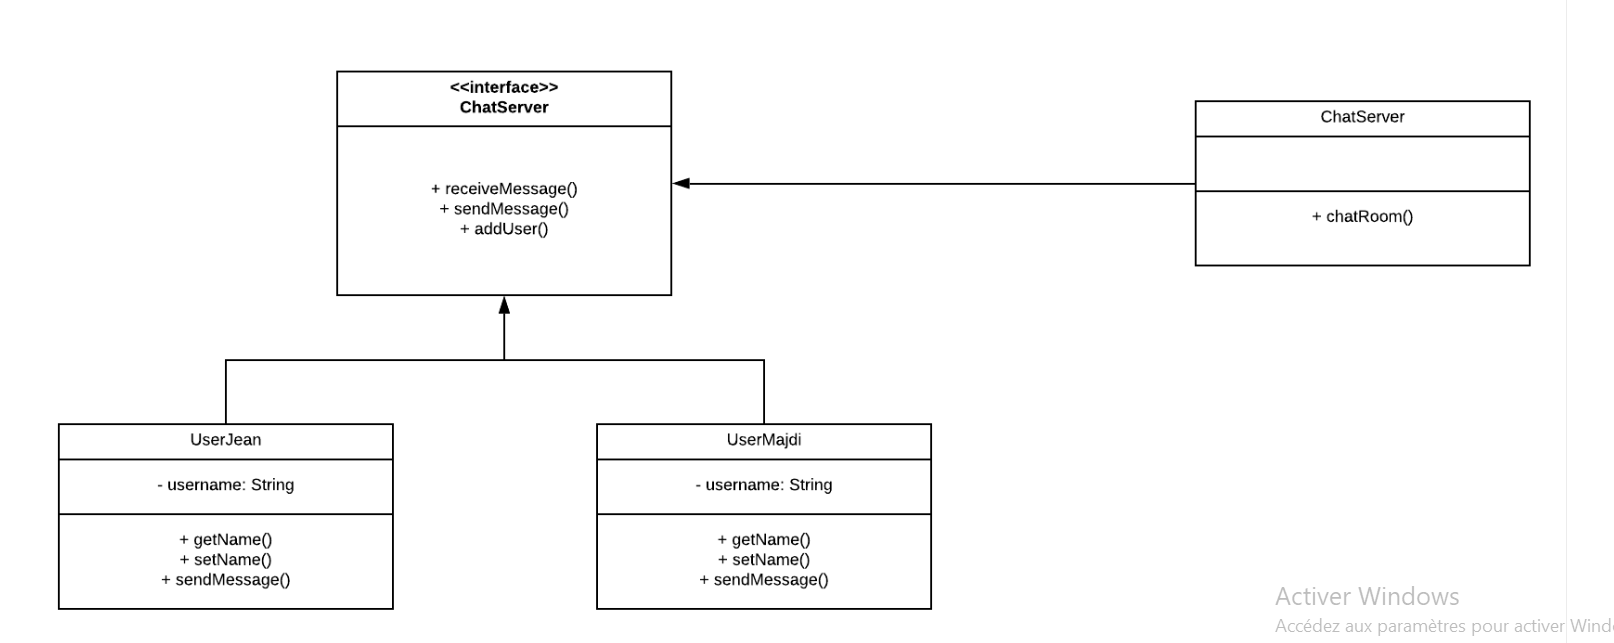 <<interface>>
ChatServer
+ receiveMessage()
+ sendMessage()
+ addUser()
ChatServer
+ chatRoom()
UserJean
- username: String
+ getName()
+ setName()
+ sendMessage()
UserMajdi
- username: String
+ getName()
+ setName()
+ sendMessage()
Activer Windows
Accédez aux paramètres pour activer Wind